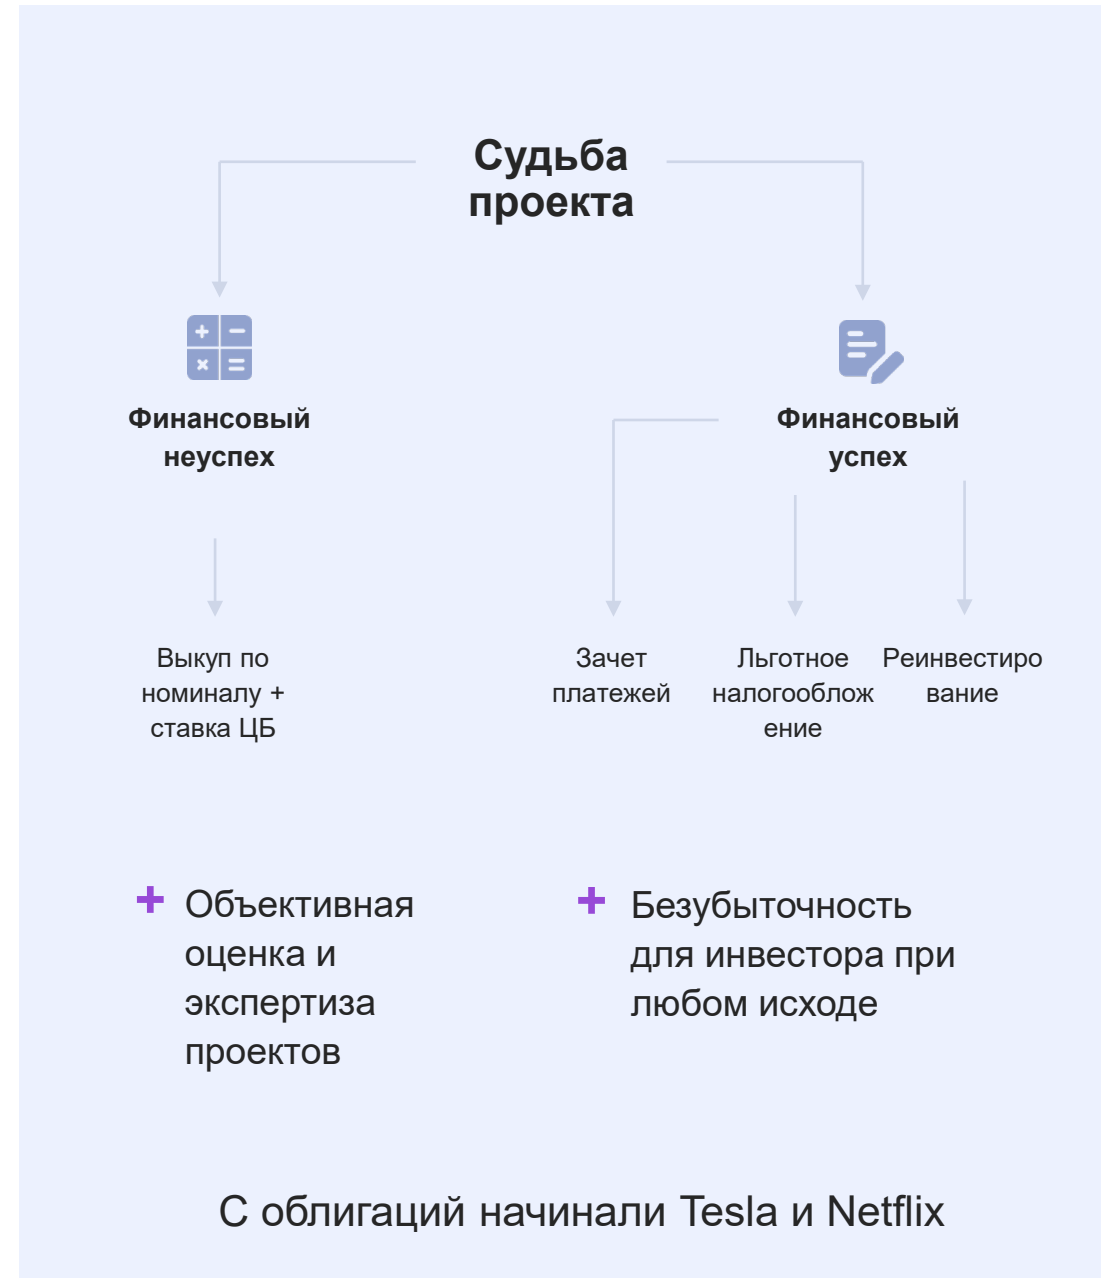 Судьба
проекта
Финансовый
неуспех
Финансовый
успех
Выкуп по
номиналу +
ставка ЦБ
Зачет
платежей
Льготное
налогооблож
ение
Реинвестиро
вание
+ Объективная
оценка и
экспертиза
проектов
+ Безубыточность
для инвестора при
любом исходе
С облигаций начинали Tesla и Netflix